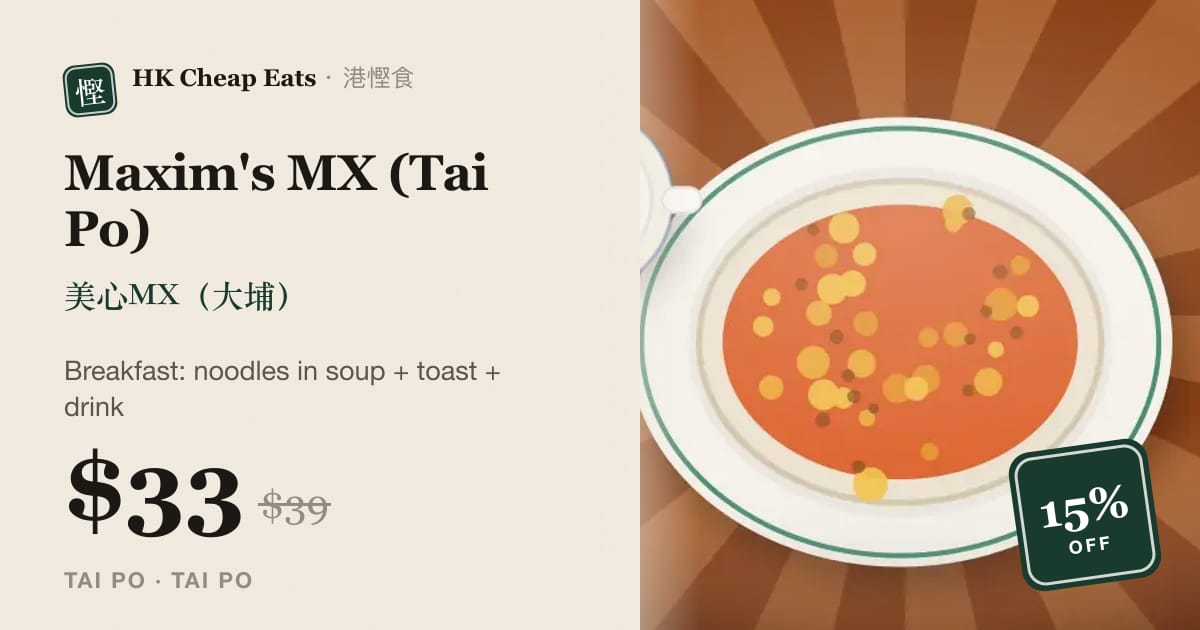 慳
HK Cheap Eats · 港慳食
Maxim's MX (Tai
Po)
美心MX（大埔）
Breakfast: noodles in soup + toast +
drink
$33 $39
TAI PO · TAI PO
15%
OFF